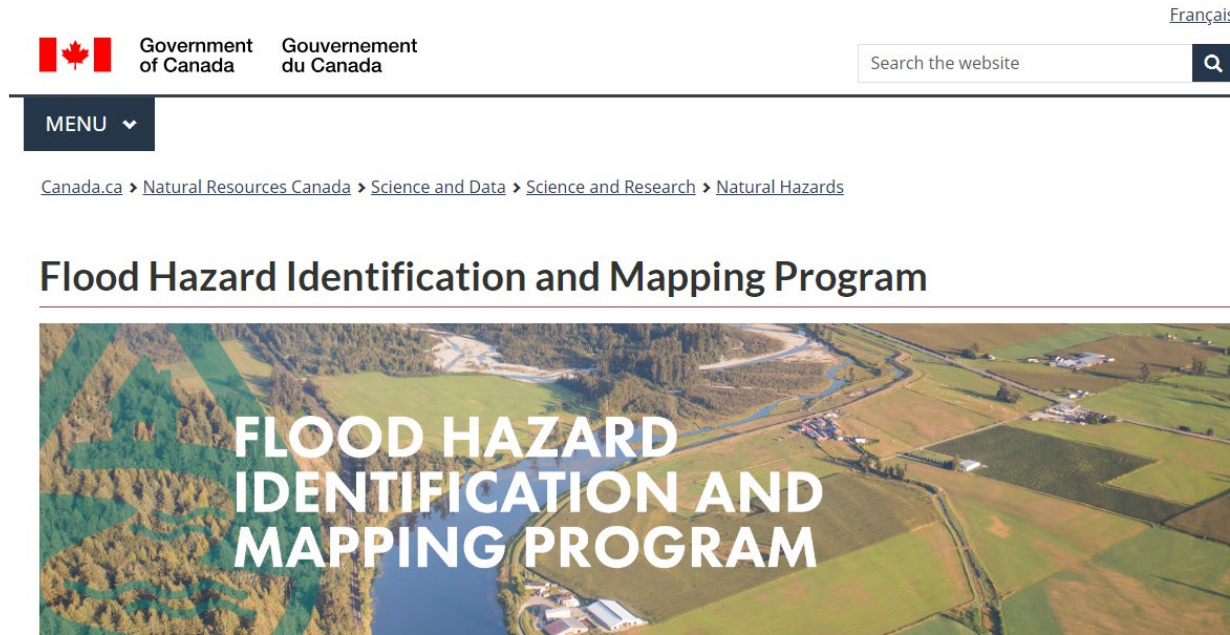 Français
Government of Canada
Gouvernement du Canada
Search the website
MENU
Canada.ca > Natural Resources Canada > Science and Data > Science and Research > Natural Hazards
Flood Hazard Identification and Mapping Program
FLOOD HAZARD
IDENTIFICATION AND
MAPPING PROGRAM